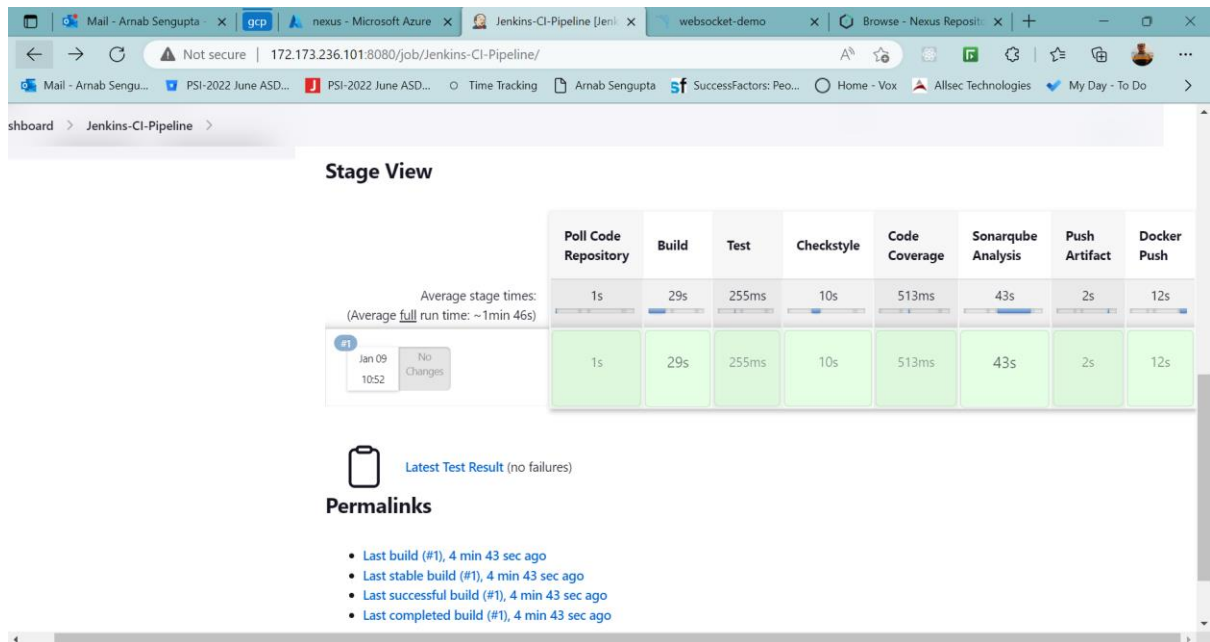 Mail - Arnab Sengupta - gcp nexus - Microsoft Azure Jenkins-CI-Pipeline [Jenk websocket-demo Browse - Nexus Reposito
Not secure | 172.173.236.101:8080/job/Jenkins-CI-Pipeline/
Mail - Arnab Sengu... PSI-2022 June ASD... PSI-2022 June ASD... Time Tracking Arnab Sengupta SuccessFactors: Peo... Home - Vox Allsec Technologies My Day - To Do
shboard > Jenkins-CI-Pipeline >
Stage View
Poll Code Repository
Build
Test
Checkstyle
Code Coverage
Sonarqube Analysis
Push Artifact
Docker Push
Average stage times:
(Average full run time: ~1min 46s)
1s 29s 255ms 10s 513ms 43s 2s 12s
#1
Jan 09
10:52
No
Changes
1s 29s 255ms 10s 513ms 43s 2s 12s
Latest Test Result (no failures)
Permalinks
Last build (#1), 4 min 43 sec ago
Last stable build (#1), 4 min 43 sec ago
Last successful build (#1), 4 min 43 sec ago
Last completed build (#1), 4 min 43 sec ago